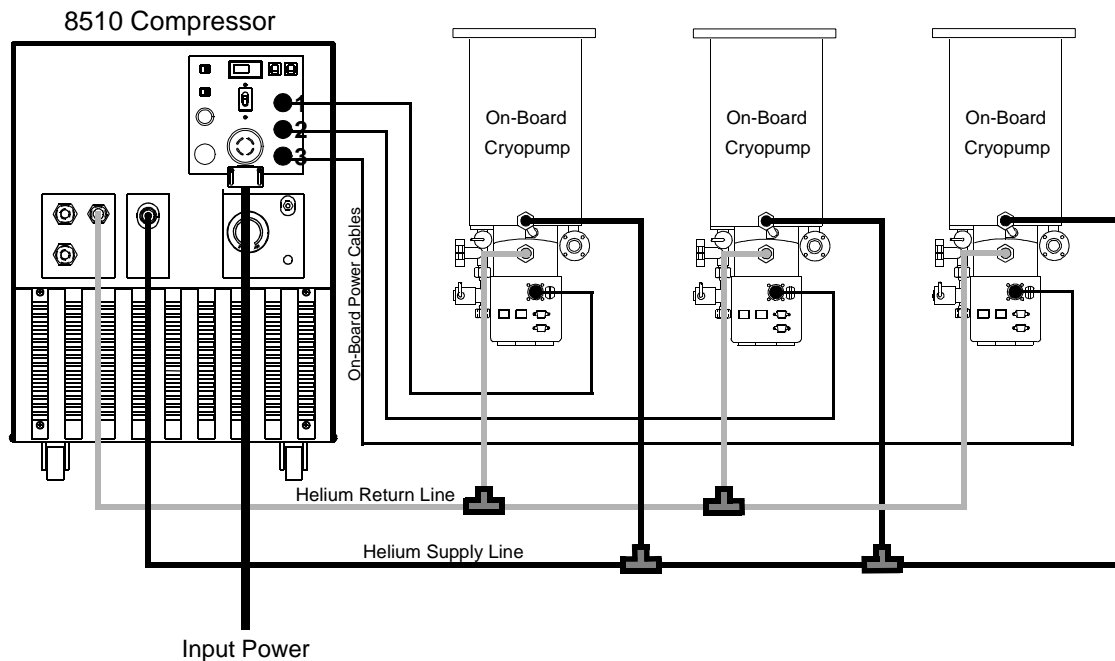 8510 Compressor
1
2
3
On-Board
Cryopump
On-Board
Cryopump
On-Board
Cryopump
On-Board Power Cables
Helium Return Line
Helium Supply Line
Input Power